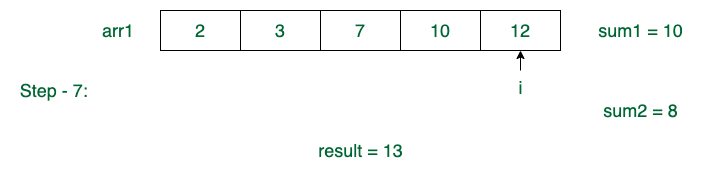 arr1 2 3 7 10 12 sum1 = 10
Step - 7: i
sum2 = 8
result = 13